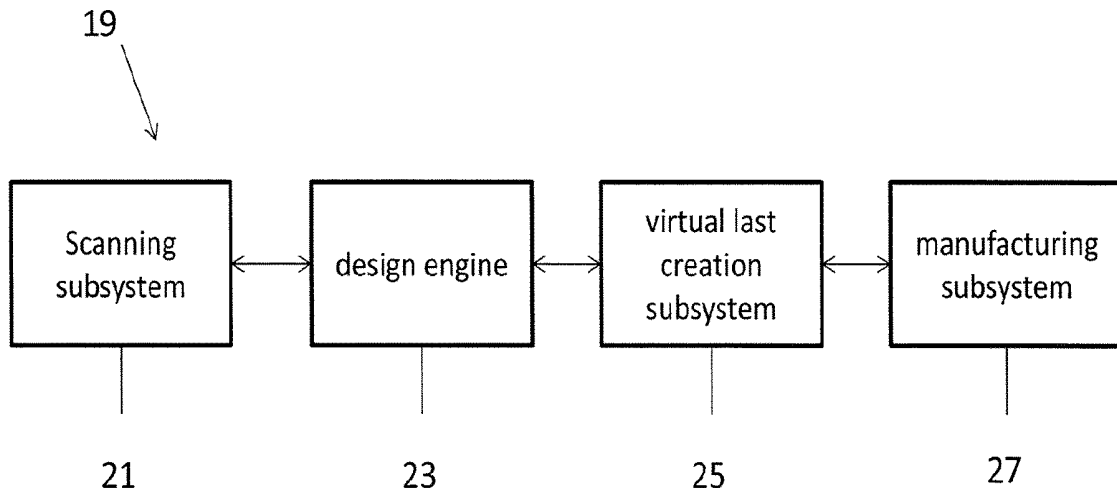 19
Scanning
subsystem
design engine
virtual last
creation
subsystem
manufacturing
subsystem
21
23
25
27